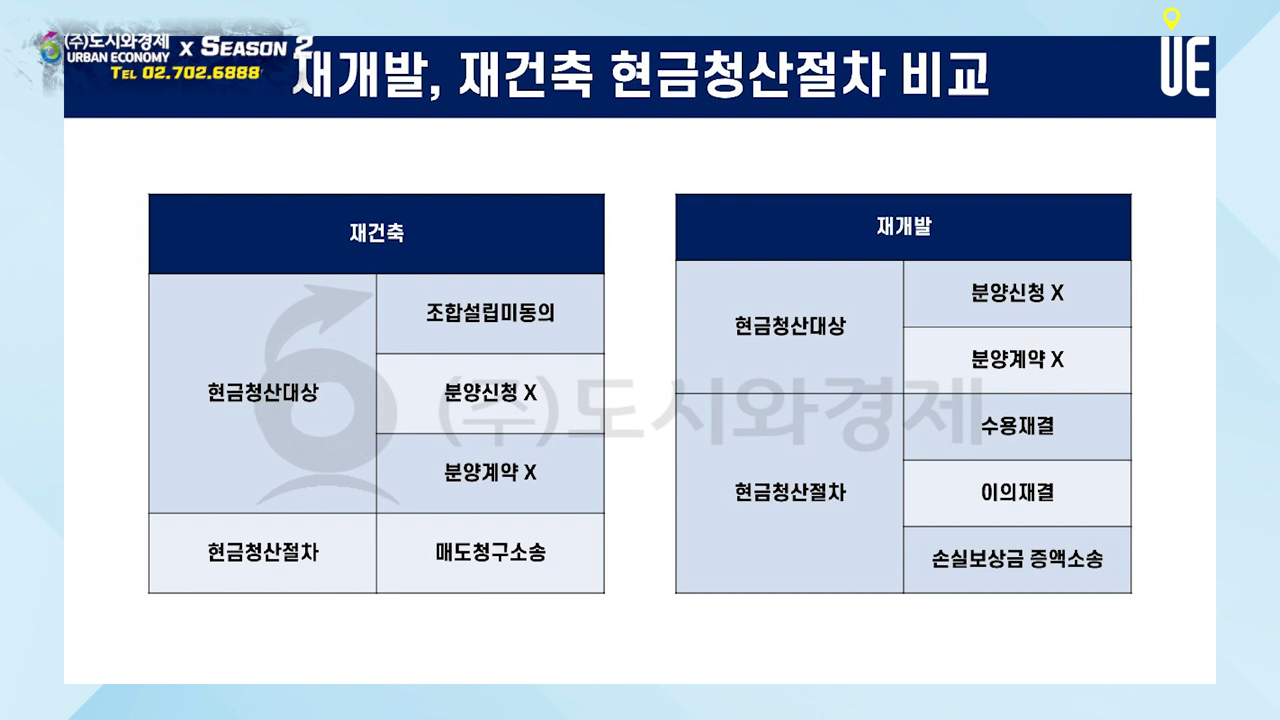 (주)도시와경제
URBAN ECONOMY
X SEASON 2
TEL 02.702.6888
재개발, 재건축 현금청산절차 비교
UE
재건축
현금청산대상
조합설립미동의
분양신청 X
분양계약 X
현금청산절차
매도청구소송
재개발
현금청산대상
분양신청 X
분양계약 X
현금청산절차
수용재결
이의재결
손실보상금 증액소송
(주)도시와경제